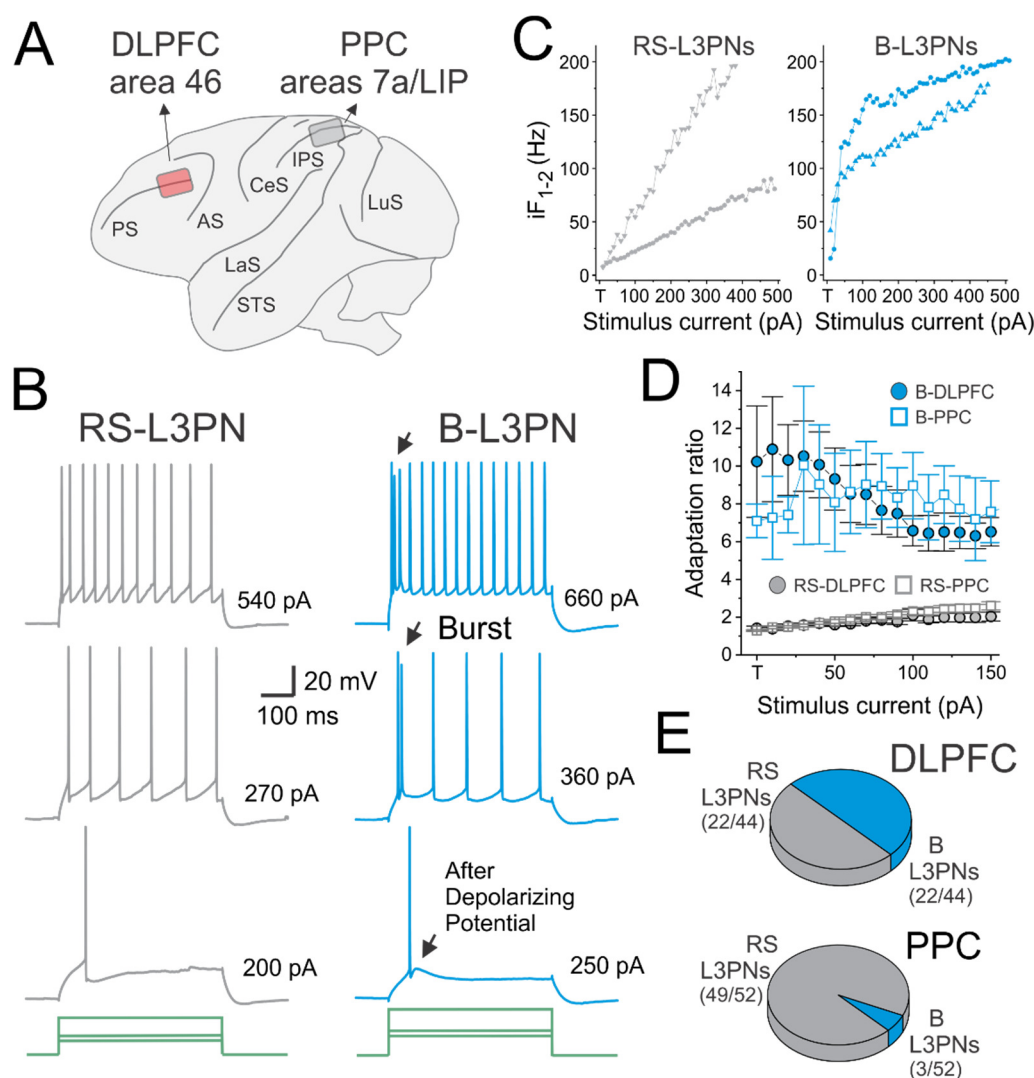 A
DLPFC
area 46
PPC
areas 7a/LIP
IPS
CeS
LuS
PS
AS
LaS
STS
B
RS-L3PN
B-L3PN
540 pA
660 pA
Burst
20 mV
100 ms
270 pA
360 pA
After
Depolarizing
Potential
200 pA
250 pA
C
RS-L3PNs
B-L3PNs
iF1-2 (Hz)
200
150
100
50
0
200
150
100
50
0
T 100 200 300 400 500
T 100 200 300 400 500
Stimulus current (pA)
Stimulus current (pA)
D
Adaptation ratio
14
12
10
8
6
4
2
0
B-DLPFC
B-PPC
RS-DLPFC
RS-PPC
T 50 100 150
Stimulus current (pA)
E
DLPFC
RS
L3PNs
(22/44)
B
L3PNs
(22/44)
PPC
RS
L3PNs
(49/52)
B
L3PNs
(3/52)